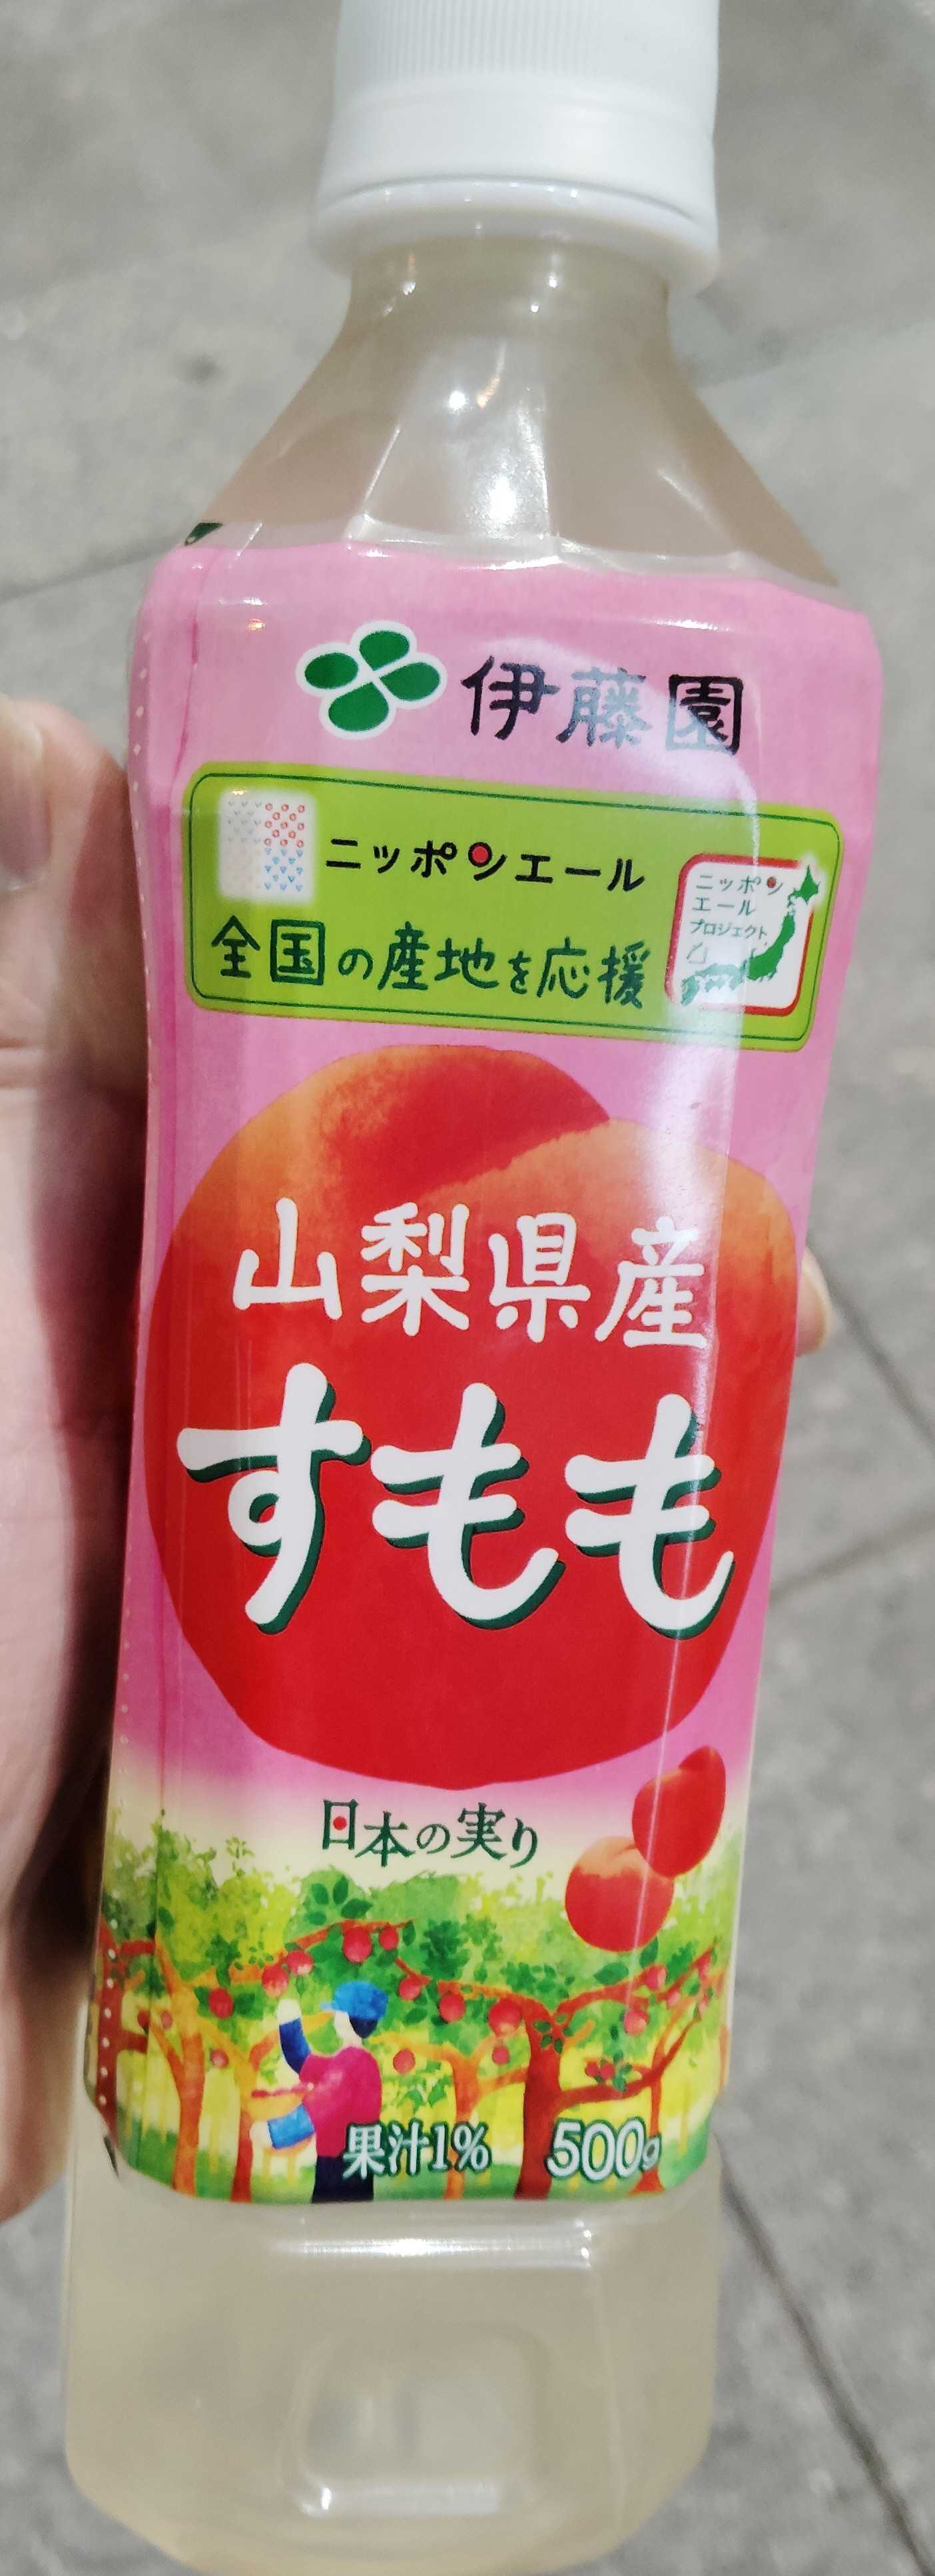 伊藤園
ニッポンエール
全国の産地を応援
ニッポン
エール
プロジェクト
山梨県産
すもも
日本の実り
果汁1% 500g